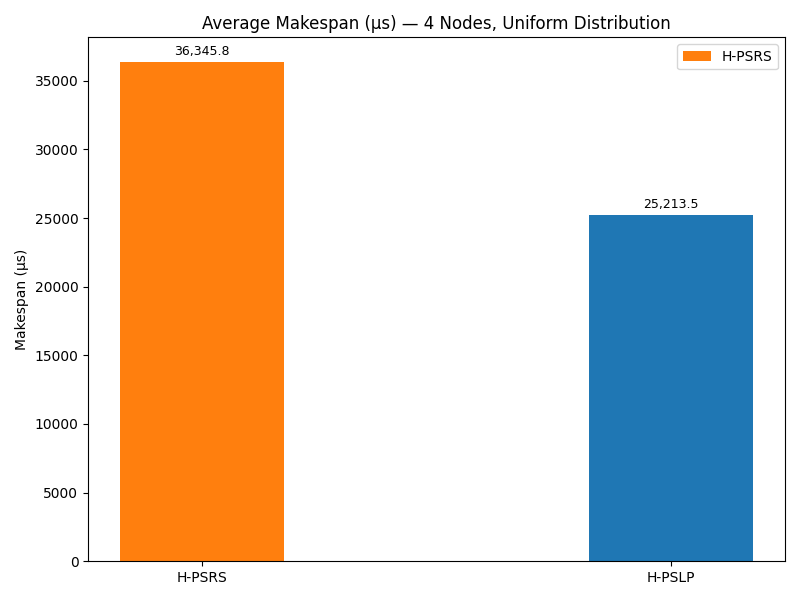 Average Makespan (µs) — 4 Nodes, Uniform Distribution
36,345.8
H-PSRS
25,213.5
Makespan (µs)
35000
30000
25000
20000
15000
10000
5000
0
H-PSRS
H-PSLP